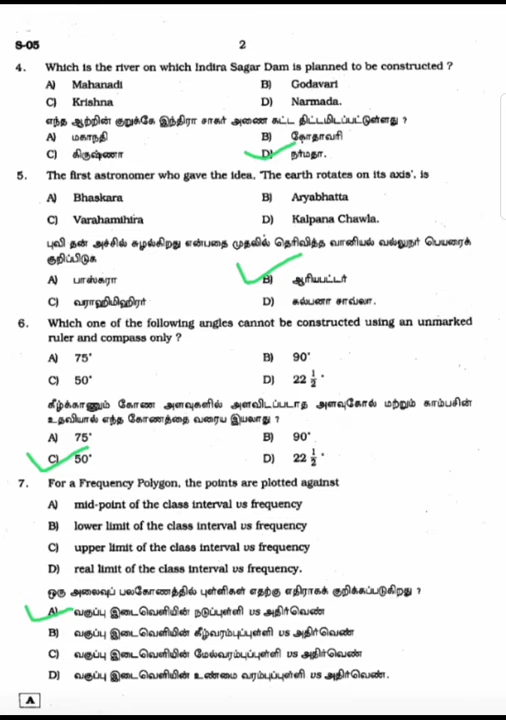 S-05
2
4. Which is the river on which Indira Sagar Dam is planned to be constructed ?
A) Mahanadi B) Godavari
C) Krishna D) Narmada.
எந்த ஆற்றின் குறுக்கே இந்திரா சாகர் அணை கட்ட திட்டமிடப்பட்டுள்ளது ?
A) மகாநதி B) கோதாவரி
C) கிருஷ்ணா D) நர்மதா.
5. The first astronomer who gave the idea, 'The earth rotates on its axis', is
A) Bhaskara B) Aryabhatta
C) Varahamihira D) Kalpana Chawla.
புவி தன் அச்சில் சுழல்கிறது என்பதை முதலில் தெரிவித்த வானியல் வல்லுநர் பெயரைக்
குறிப்பிடுக
A) பாஸ்கரா B) ஆரியபட்டர்
C) வராஹிமிஹிரர் D) கல்பனா சாவ்லா.
6. Which one of the following angles cannot be constructed using an unmarked
ruler and compass only ?
A) 75° B) 90°
C) 50° D) 22 1/2 °
கீழ்க்காணும் கோண அளவுகளில் அளவிடப்படாத அளவுகோல் மற்றும் காம்பசின்
உதவியால் எந்த கோணத்தை வரைய இயலாது ?
A) 75° B) 90°
C) 50° D) 22 1/2 °
7. For a Frequency Polygon, the points are plotted against
A) mid-point of the class interval vs frequency
B) lower limit of the class interval vs frequency
C) upper limit of the class interval vs frequency
D) real limit of the class interval vs frequency.
ஒரு அலைவுப் பலகோணத்தில் புள்ளிகள் எதற்கு எதிராகக் குறிக்கப்படுகிறது ?
A) வகுப்பு இடைவெளியின் நடுப்புள்ளி vs அதிர்வெண்
B) வகுப்பு இடைவெளியின் கீழ்வரம்புப்புள்ளி vs அதிர்வெண்
C) வகுப்பு இடைவெளியின் மேல்வரம்புப்புள்ளி vs அதிர்வெண்
D) வகுப்பு இடைவெளியின் உண்மை வரம்புப்புள்ளி vs அதிர்வெண்.
A